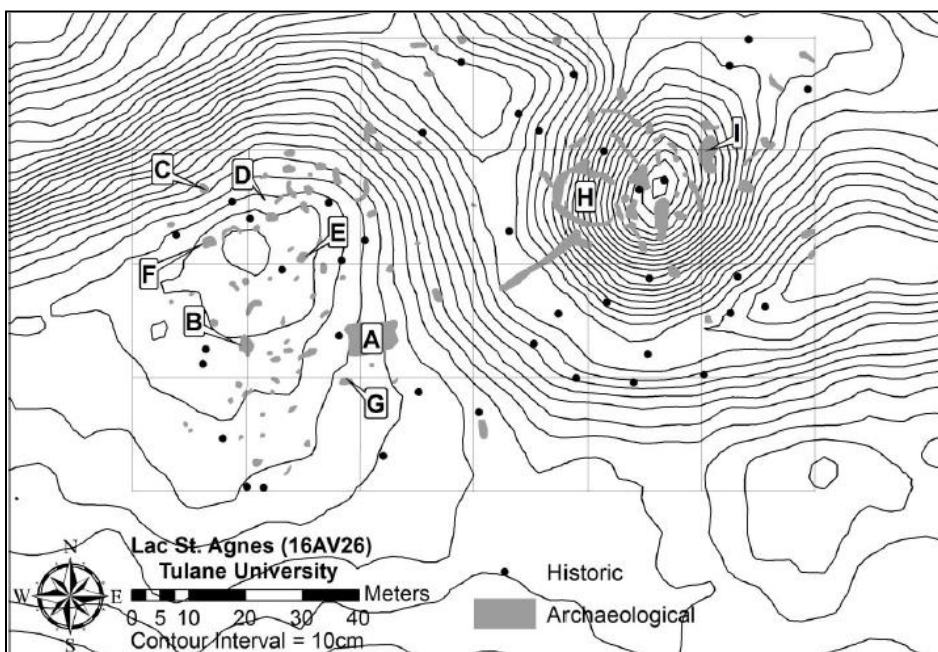 I
C
D
H
E
F
B
A
G
Lac St. Agnes (16AV26)
Tulane University
N
W E
S
Meters
0 5 10 20 30 40
Contour Interval = 10cm
Historic
Archaeological